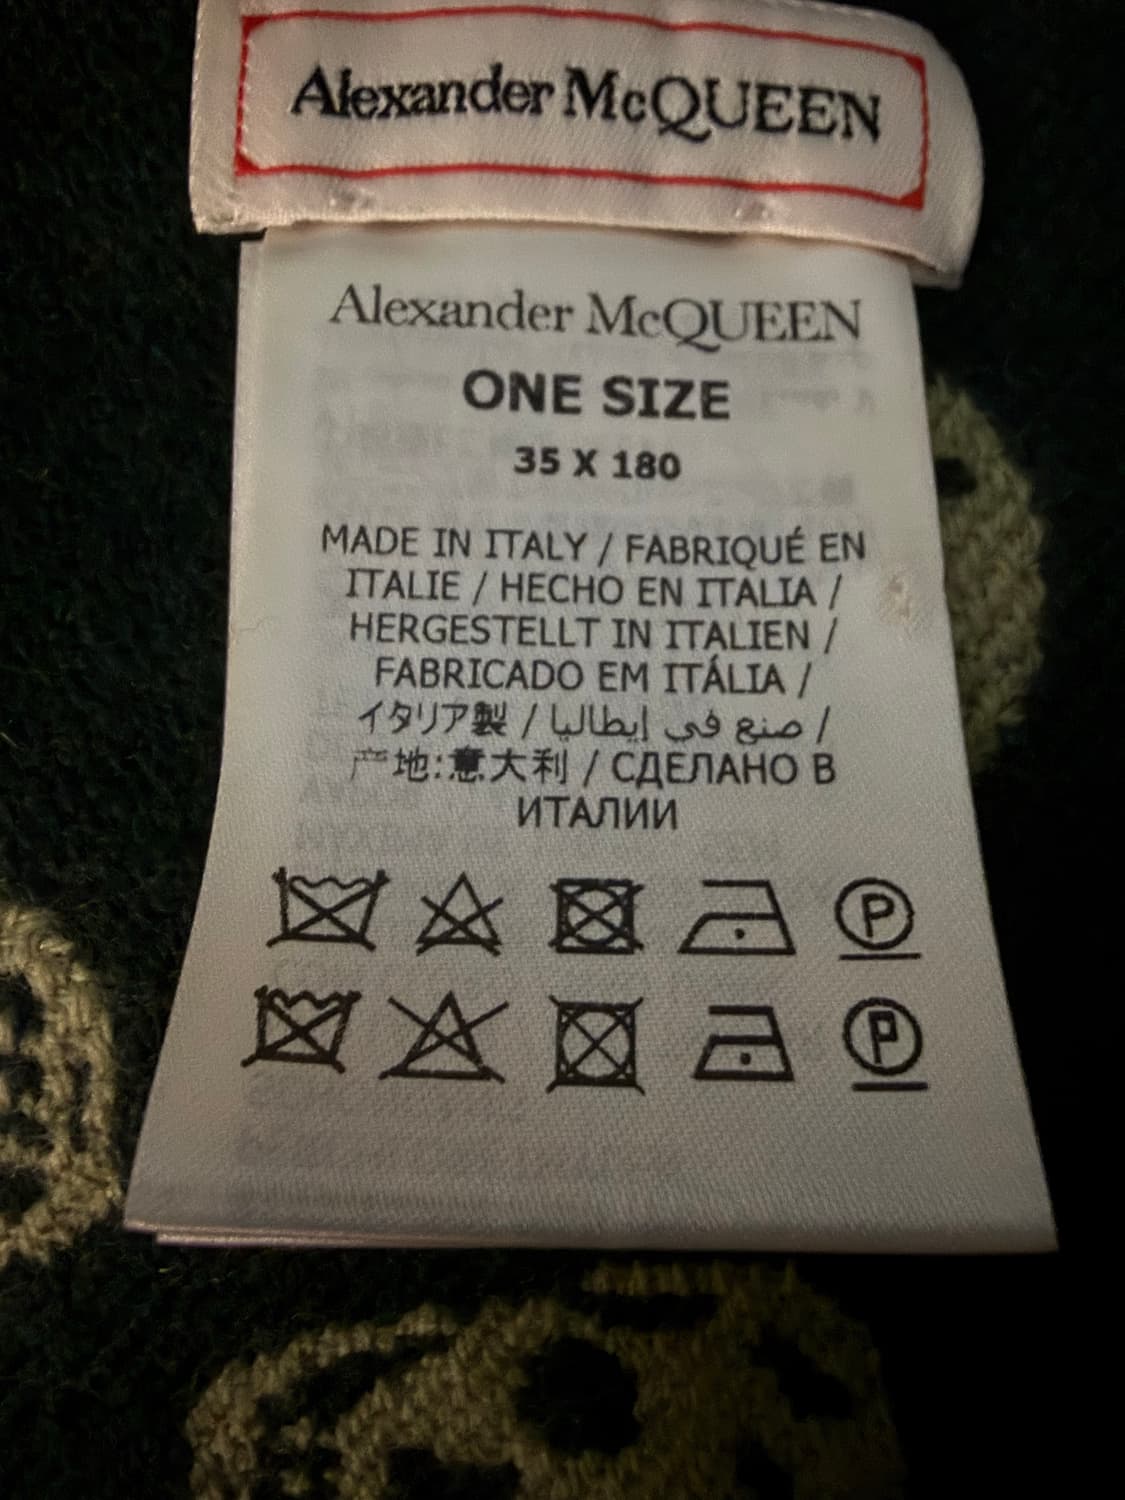 Alexander McQUEEN
Alexander McQUEEN
ONE SIZE
35 X 180
MADE IN ITALY / FABRIQUÉ EN
ITALIE / HECHO EN ITALIA /
HERGESTELLT IN ITALIEN /
FABRICADO EM ITÁLIA /
イタリア製 / صنع في إيطاليا /
产地:意大利 / СДЕЛАНО В
ИТАЛИИ
P
P